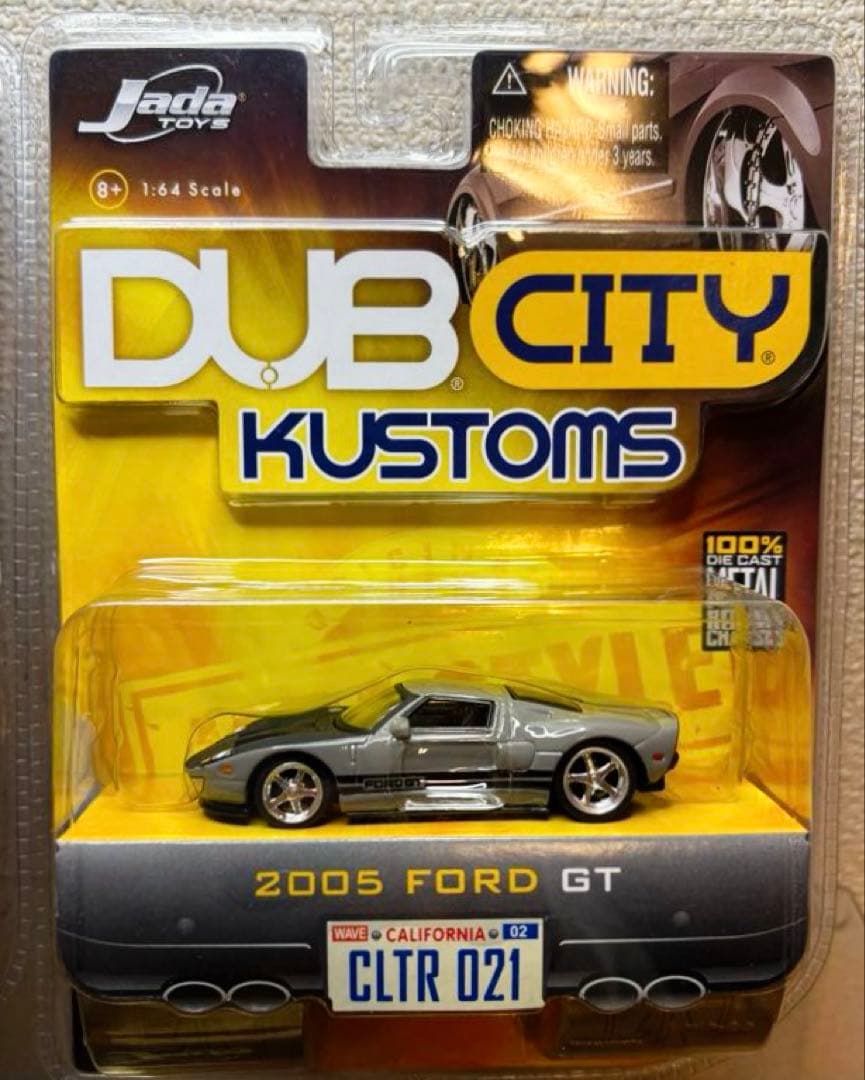 Jada
TOYS
WARNING:
CHOKING HAZARD-Small parts.
under 3 years.
8+ 1:64 Scale
DUB CITY
KUSTOMS
100%
DIE CAST
METAL
FORD GT
2005 FORD GT
WAVE CALIFORNIA 02
CLTR 021